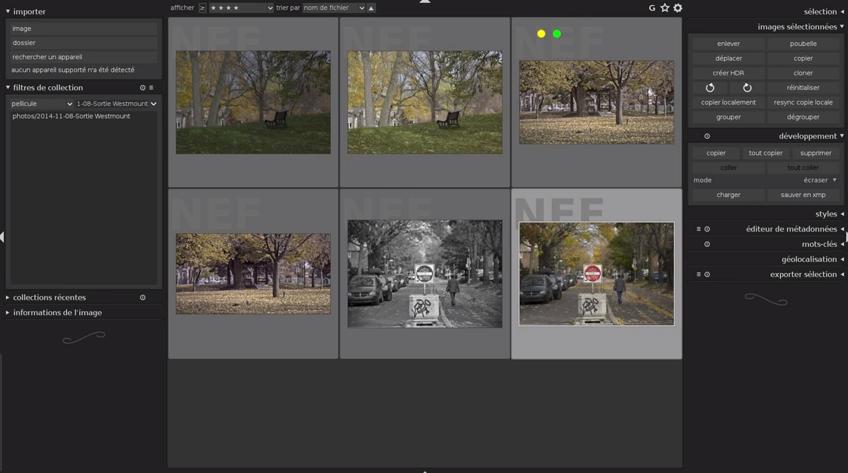 importer
image
dossier
rechercher un appareil
aucun appareil supporté n'a été détecté
filtres de collection
pellicule 1-08-Sortie Westmount
photos/2014-11-08-Sortie Westmount
collections récentes
informations de l'image
afficher ≥ ★ ★ ★ ★ trier par nom de fichier
G
NEF
NEF
NEF
NEF
NEF
NEF
sélection
images sélectionnées
enlever poubelle
déplacer copier
créer HDR cloner
réinitialiser
copier localement resync copie locale
grouper dégrouper
développement
copier tout copier supprimer
coller tout coller
mode écraser
charger sauver en xmp
styles
éditeur de métadonnées
mots-clés
géolocalisation
exporter sélection